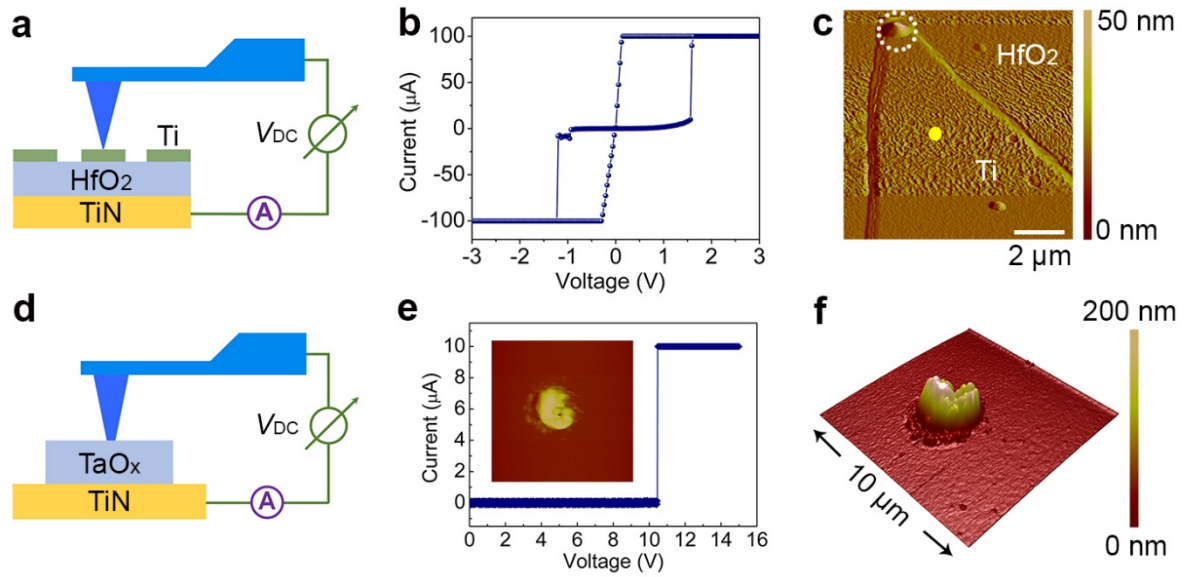 a
Ti
HfO₂
TiN
V_DC
A
b
Current (μA)
100
50
0
-50
-100
-3 -2 -1 0 1 2 3
Voltage (V)
c
HfO₂
Ti
2 μm
50 nm
0 nm
d
TaOₓ
TiN
V_DC
A
e
Current (μA)
10
8
6
4
2
0
0 2 4 6 8 10 12 14 16
Voltage (V)
f
10 μm
200 nm
0 nm